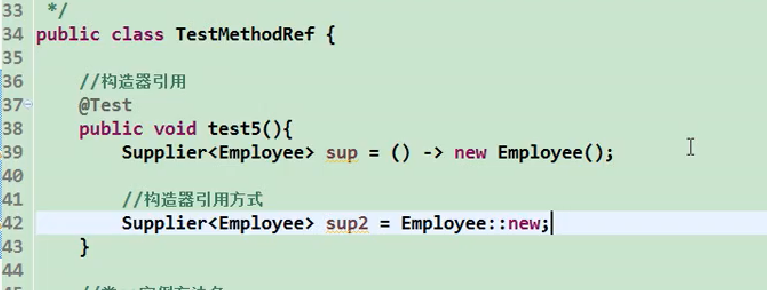 33 */
34 public class TestMethodRef {
35
36 //构造器引用
37 @Test
38 public void test5(){
39 Supplier<Employee> sup = () -> new Employee();
40
41 //构造器引用方式
42 Supplier<Employee> sup2 = Employee::new;
43 }
44